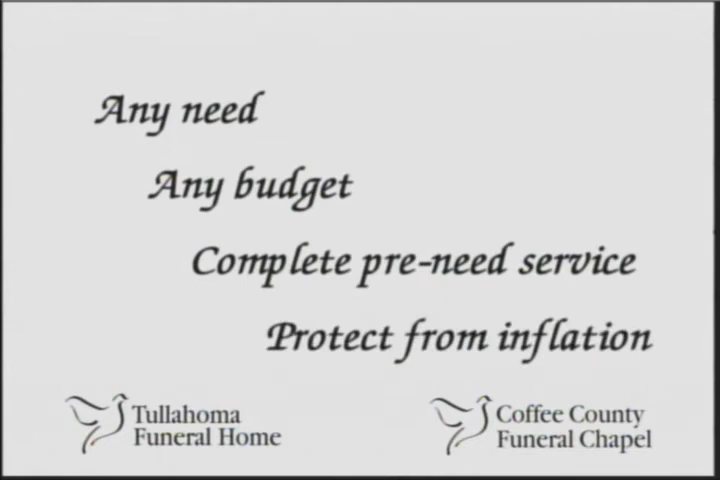 Any need
Any budget
Complete pre-need service
Protect from inflation
Tullahoma
Funeral Home
Coffee County
Funeral Chapel